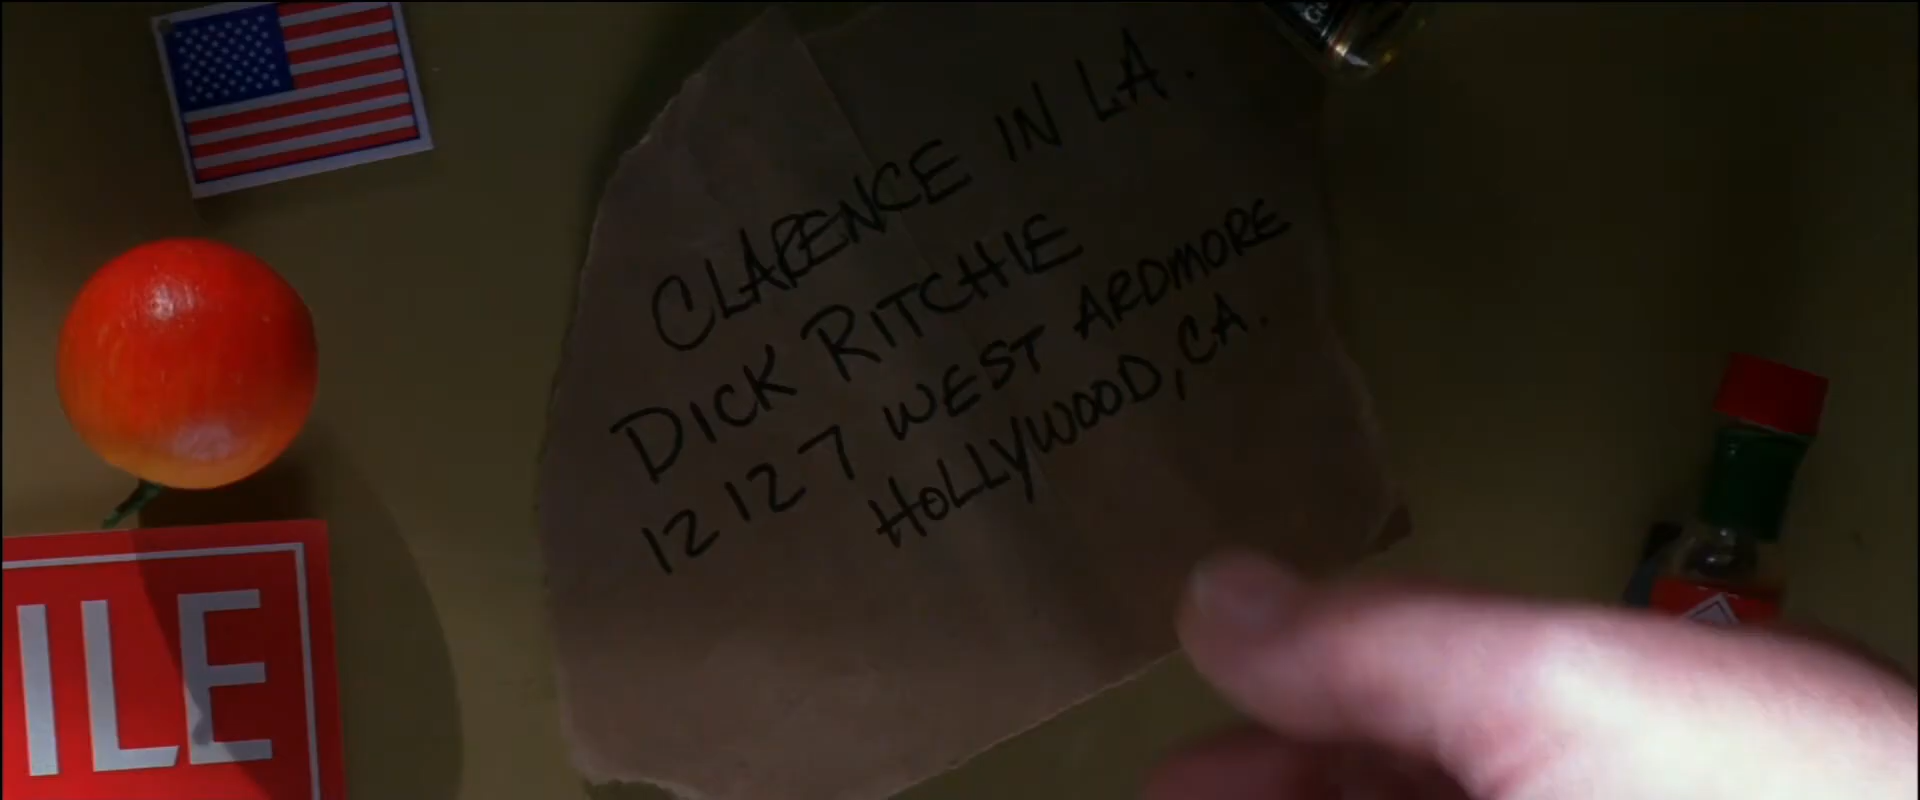 CLARENCE IN LA.
DICK RITCHIE
12127 WEST ARDMORE
HOLLYWOOD, CA.
ILE